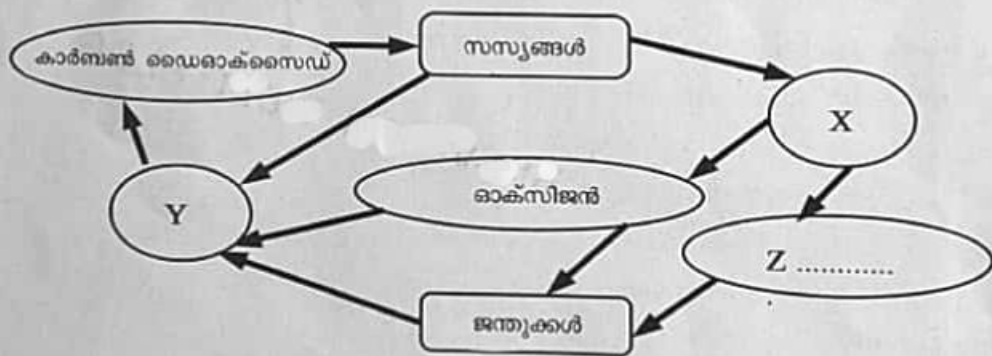 സസ്യങ്ങൾ
കാർബൺ ഡൈഓക്സൈഡ്
X
ഓക്സിജൻ
Y
Z ............
ജന്തുക്കൾ